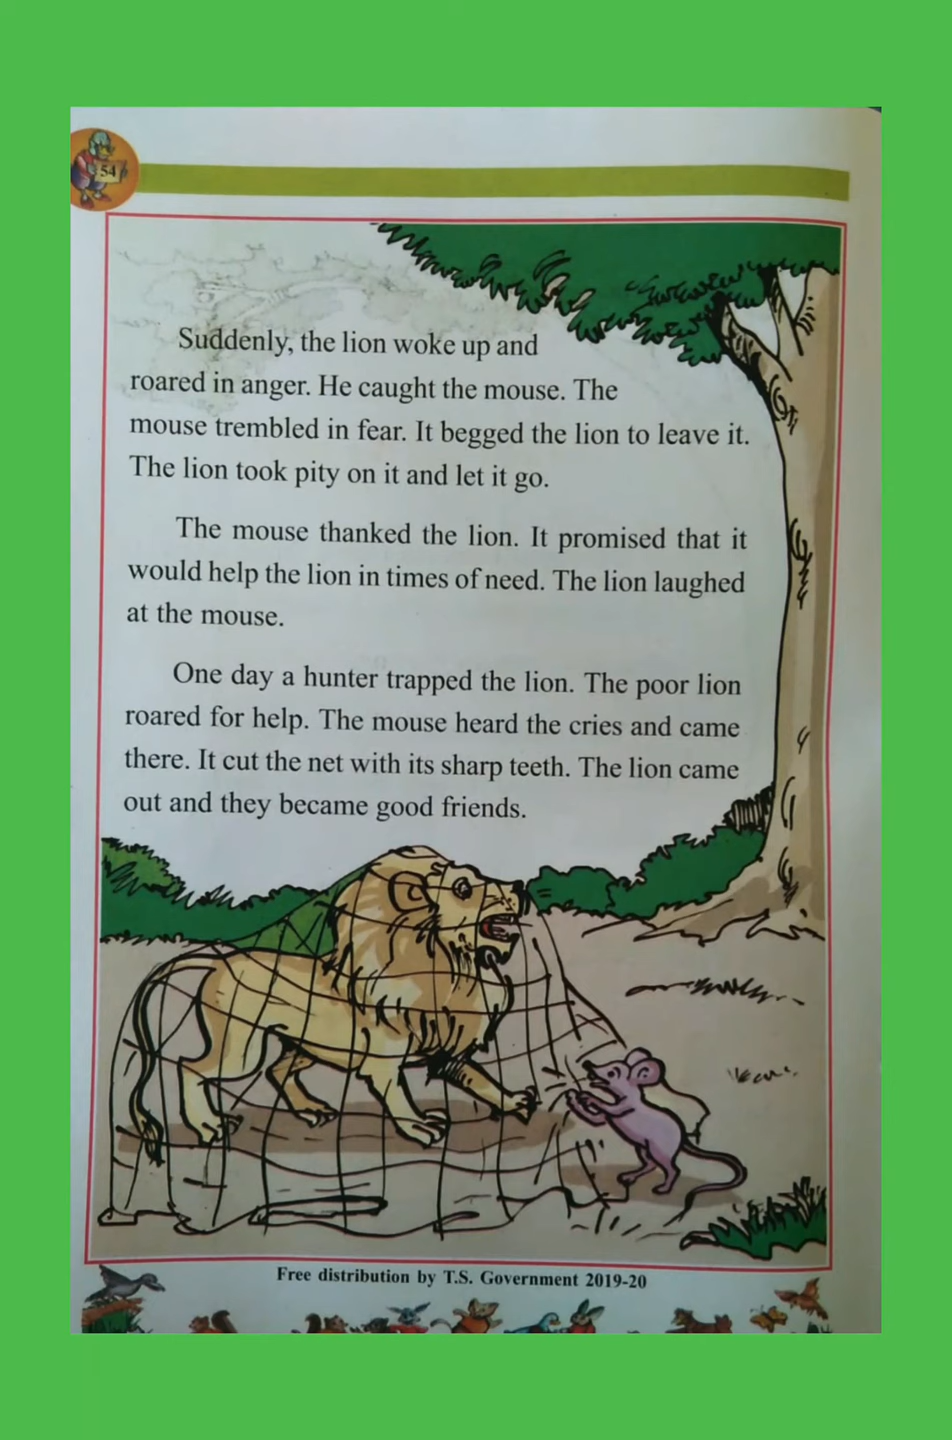 54
Suddenly, the lion woke up and
roared in anger. He caught the mouse. The
mouse trembled in fear. It begged the lion to leave it.
The lion took pity on it and let it go.
The mouse thanked the lion. It promised that it
would help the lion in times of need. The lion laughed
at the mouse.
One day a hunter trapped the lion. The poor lion
roared for help. The mouse heard the cries and came
there. It cut the net with its sharp teeth. The lion came
out and they became good friends.
Free distribution by T.S. Government 2019-20